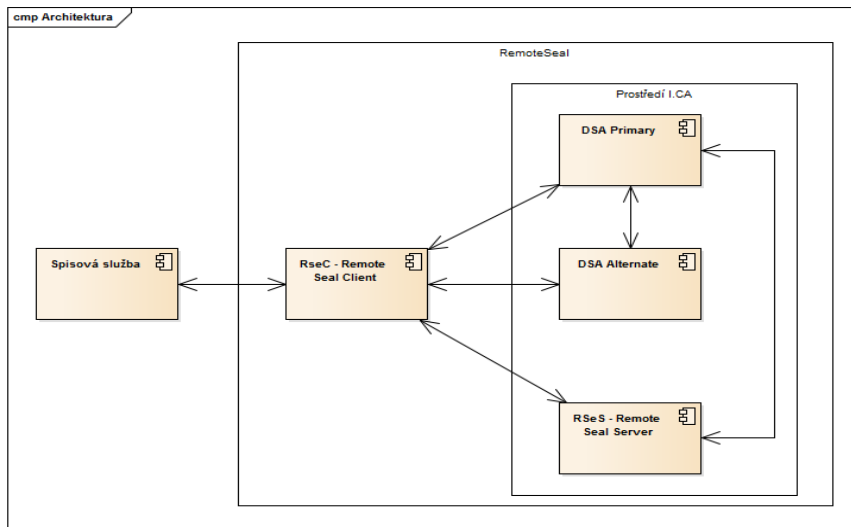 cmp Architektura
RemoteSeal
Prostředí I.CA
DSA Primary
Spisová služba
RseC - Remote
Seal Client
DSA Alternate
RSeS - Remote
Seal Server